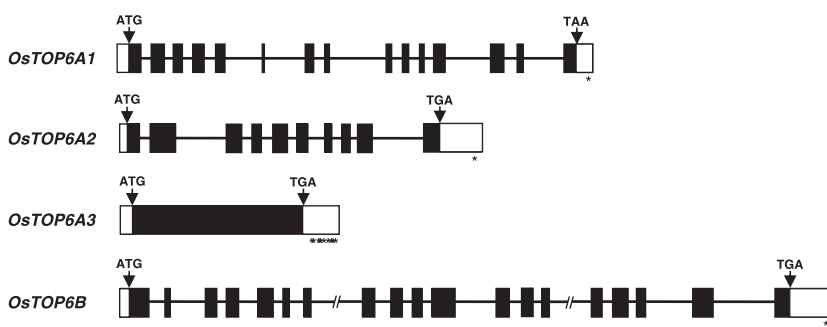 ATG TAA
OsTOP6A1
*
ATG TGA
OsTOP6A2
*
ATG TGA
OsTOP6A3
ATG TGA
OsTOP6B // //
*